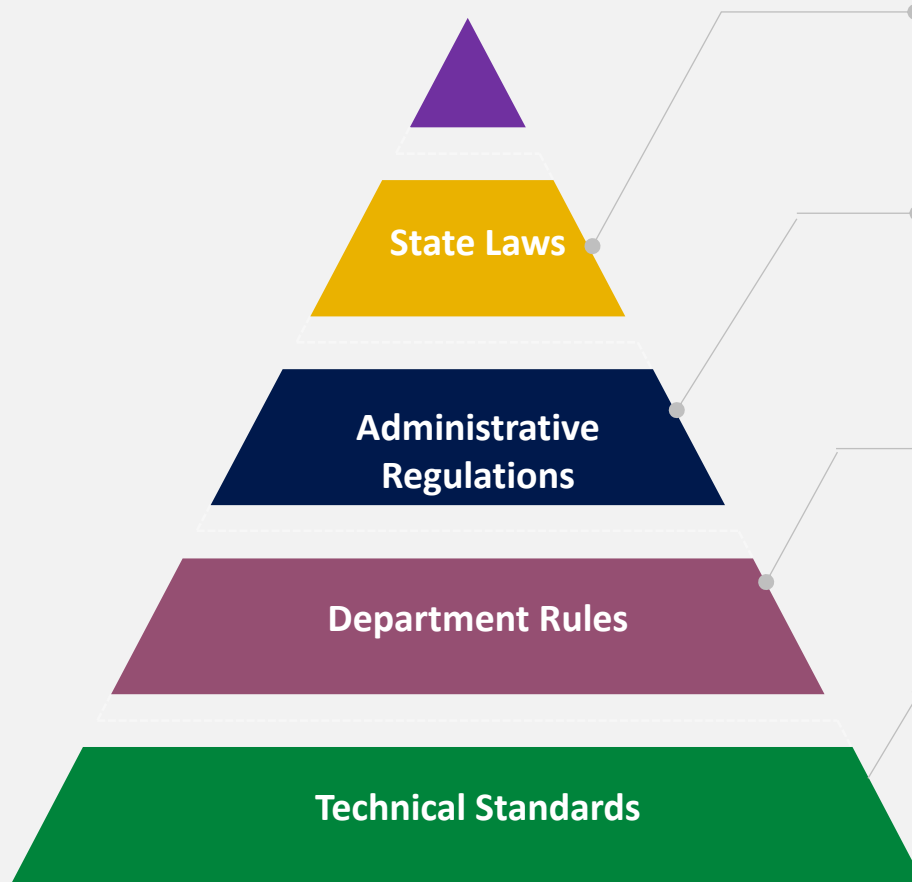 State Laws
Administrative
Regulations
Department Rules
Technical Standards